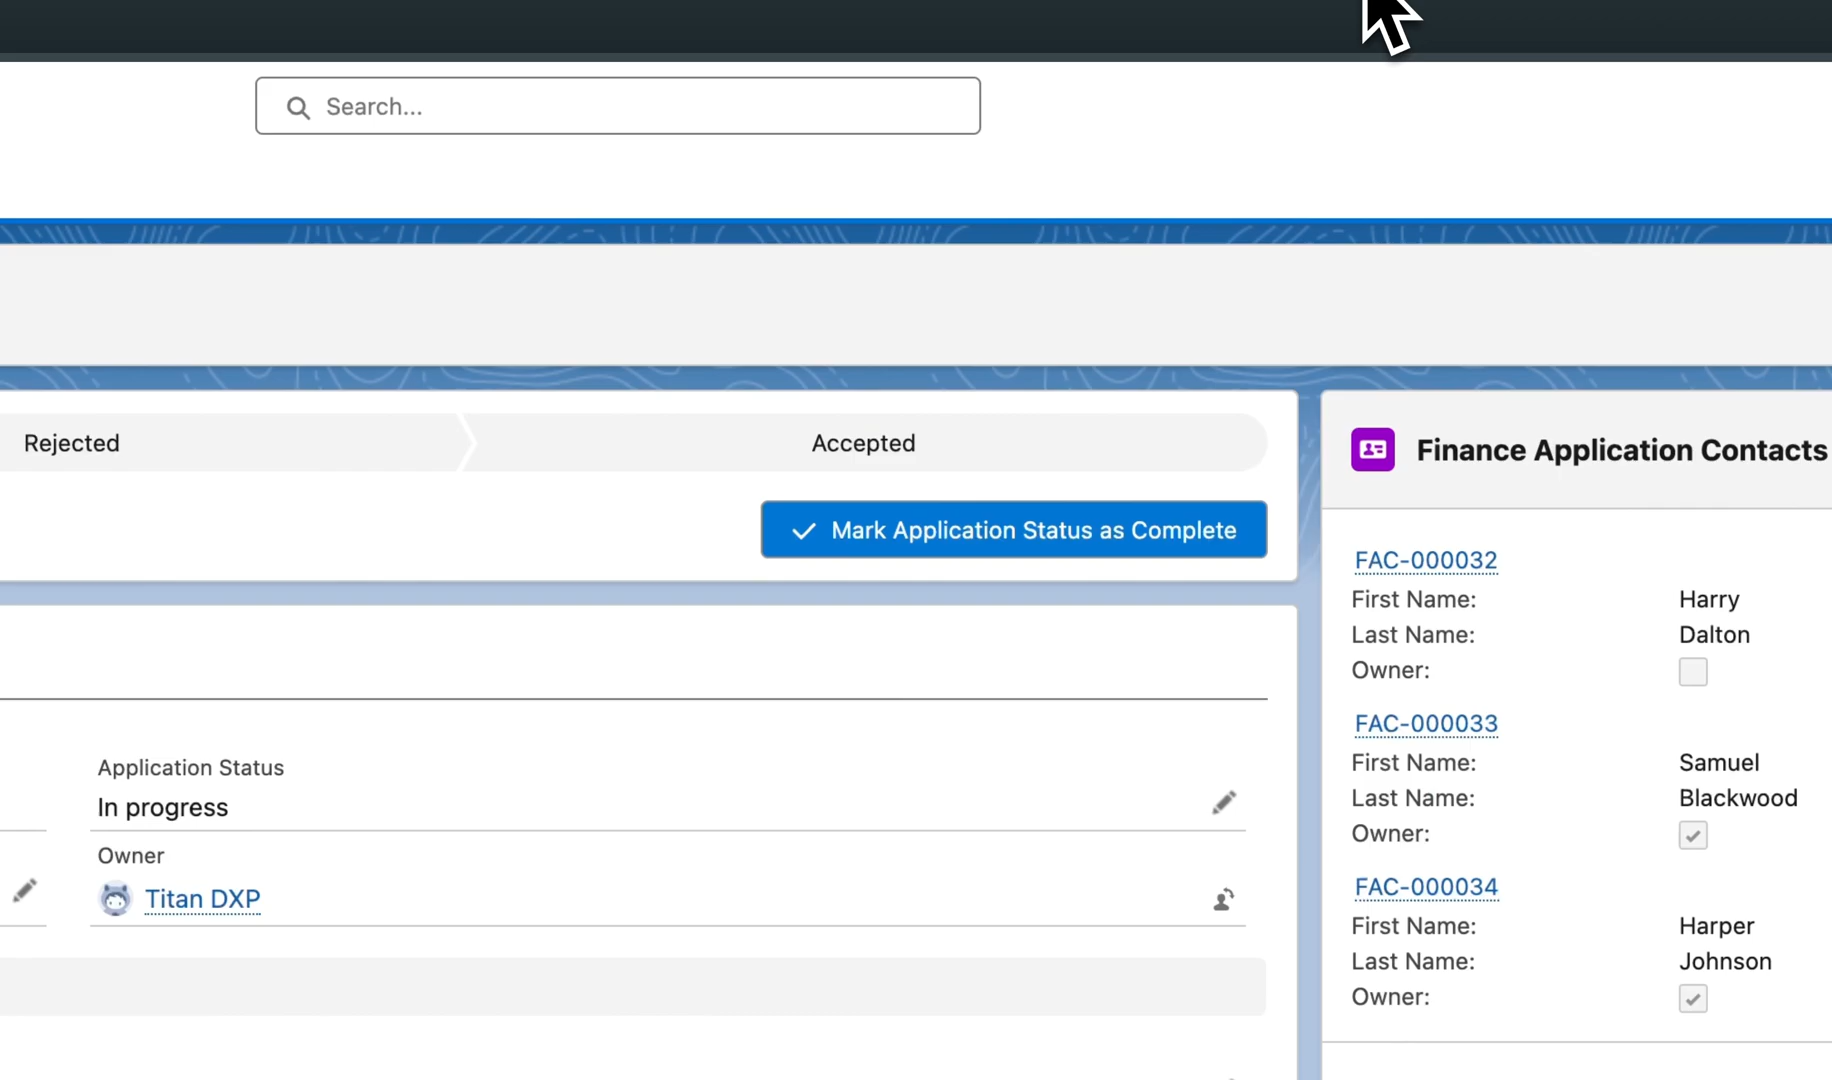 Search...
Rejected
Accepted
Mark Application Status as Complete
Application Status
In progress
Owner
Titan DXP
Finance Application Contacts
FAC-000032
First Name: Harry
Last Name: Dalton
Owner:
FAC-000033
First Name: Samuel
Last Name: Blackwood
Owner:
FAC-000034
First Name: Harper
Last Name: Johnson
Owner: